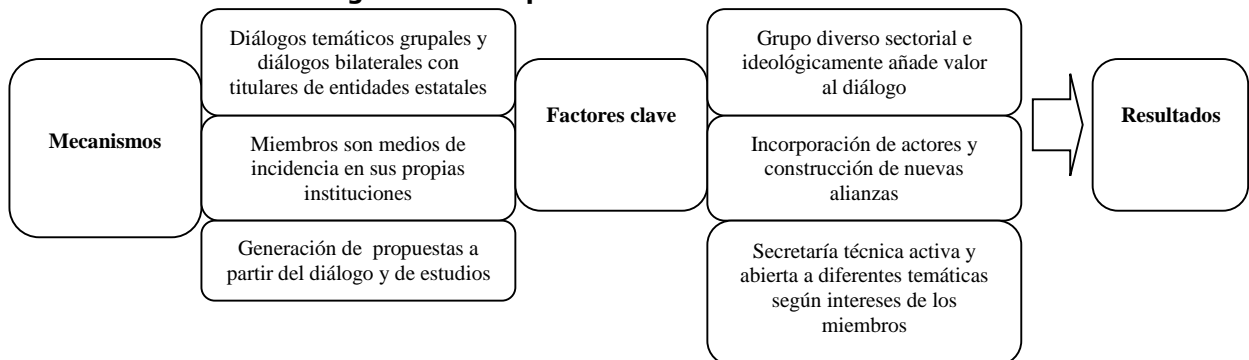 Mecanismos
Diálogos temáticos grupales y
diálogos bilaterales con
titulares de entidades estatales
Miembros son medios de
incidencia en sus propias
instituciones
Generación de propuestas a
partir del diálogo y de estudios
Factores clave
Grupo diverso sectorial e
ideológicamente añade valor
al diálogo
Incorporación de actores y
construcción de nuevas
alianzas
Secretaría técnica activa y
abierta a diferentes temáticas
según intereses de los
miembros
Resultados